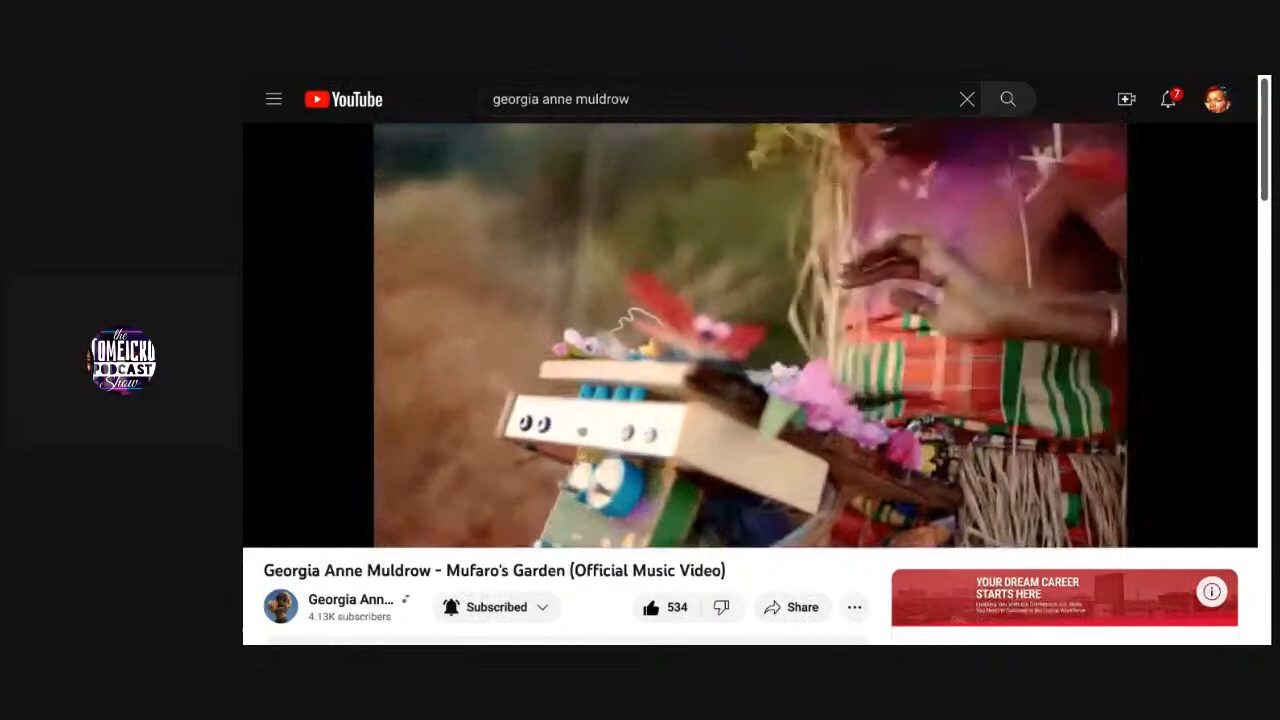 YouTube
georgia anne muldrow
7
the
PODCAST
Show
Georgia Anne Muldrow - Mufaro's Garden (Official Music Video)
Georgia Ann...
4.13K subscribers
Subscribed
534
Share
YOUR DREAM CAREER
STARTS HERE